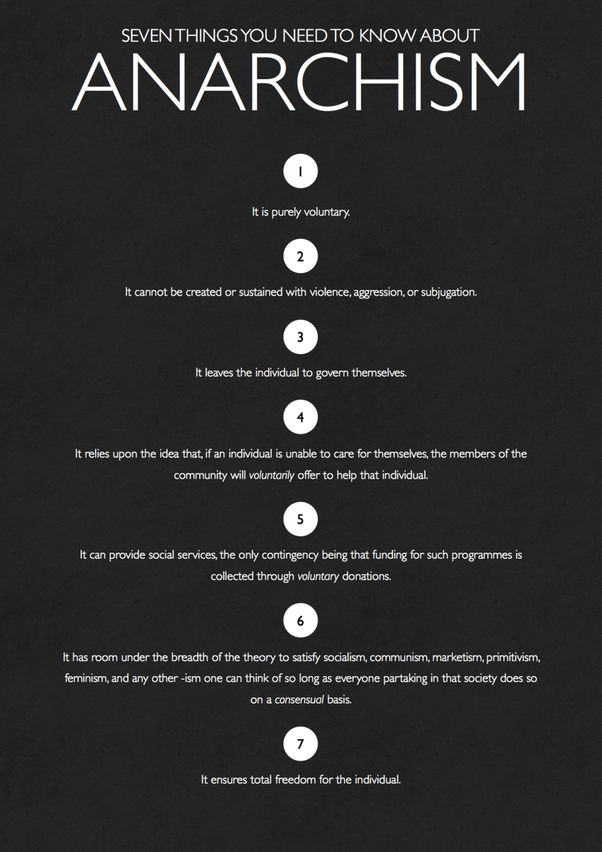 SEVEN THINGS YOU NEED TO KNOW ABOUT
ANARCHISM
1
It is purely voluntary.
2
It cannot be created or sustained with violence, aggression, or subjugation.
3
It leaves the individual to govern themselves.
4
It relies upon the idea that, if an individual is unable to care for themselves, the members of the
community will voluntarily offer to help that individual.
5
It can provide social services, the only contingency being that funding for such programmes is
collected through voluntary donations.
6
It has room under the breadth of the theory to satisfy socialism, communism, marketism, primitivism,
feminism, and any other -ism one can think of so long as everyone partaking in that society does so
on a consensual basis.
7
It ensures total freedom for the individual.